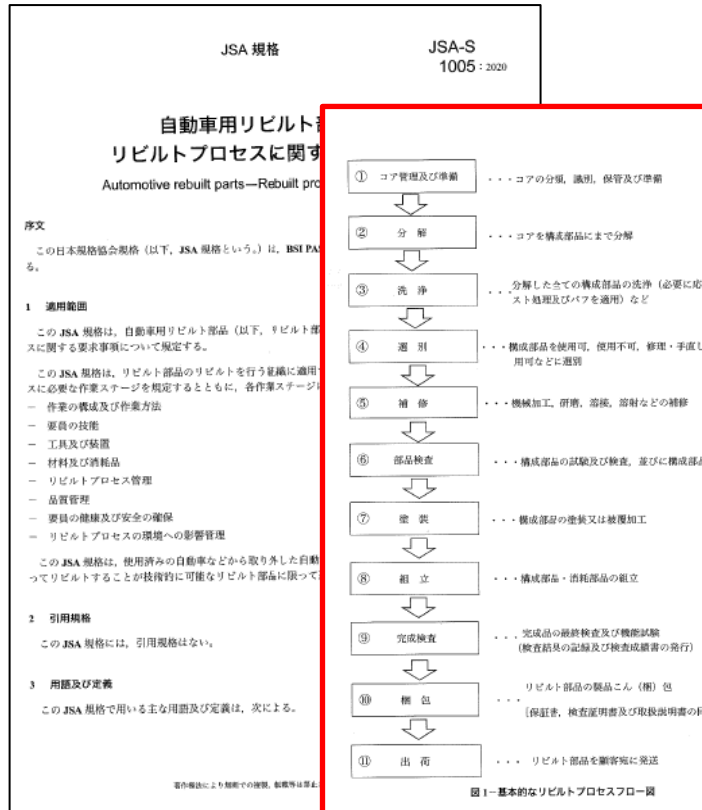 JSA 規格
JSA-S
1005：2020
自動車用リビルト
リビルトプロセスに関す
Automotive rebuilt parts—Rebuilt pro
序文
この日本規格協会規格（以下，JSA 規格という。）は，BSI PAS
る。
1 適用範囲
この JSA 規格は，自動車用リビルト部品（以下，リビルト部
スに関する要求事項について規定する。
この JSA 規格は，リビルト部品のリビルトを行う組織に適用
スに必要な作業ステージを規定するとともに，各作業ステージ
－ 作業の構成及び作業方法
－ 要員の技能
－ 工具及び装置
－ 材料及び消耗品
－ リビルトプロセス管理
－ 品質管理
－ 要員の健康及び安全の確保
－ リビルトプロセスの環境への影響管理
この JSA 規格は，使用済みの自動車などから取り外した自動
ってリビルトすることが技術的に可能なリビルト部品に限って
2 引用規格
この JSA 規格には，引用規格はない。
3 用語及び定義
この JSA 規格で用いる主な用語及び定義は，次による。
著作権法により無断での複製，転載等は禁止
① コア管理及び準備 ・・・コアの分類，識別，保管及び準備
② 分 解 ・・・コアを構成部品にまで分解
③ 洗 浄 ・・・分解した全ての構成部品の洗浄（必要に応
スト処理及びバフを適用）など
④ 選 別 ・・・構成部品を使用可，使用不可，修理・手直し
用可などに選別
⑤ 補 修 ・・・機械加工，研磨，溶接，溶射などの補修
⑥ 部品検査 ・・・構成部品の試験及び検査，並びに構成部品
⑦ 塗 装 ・・・構成部品の塗装又は被覆加工
⑧ 組 立 ・・・構成部品・消耗部品の組立
⑨ 完成検査 ・・・完成品の最終検査及び機能試験
(検査結果の記録及び検査成績書の発行)
⑩ 梱 包 ・・・リビルト部品の製品こん（梱）包
［保証書，検査証明書及び取扱説明書の同
⑪ 出 荷 ・・・リビルト部品を顧客宛に発送
図 1－基本的なリビルトプロセスフロー図